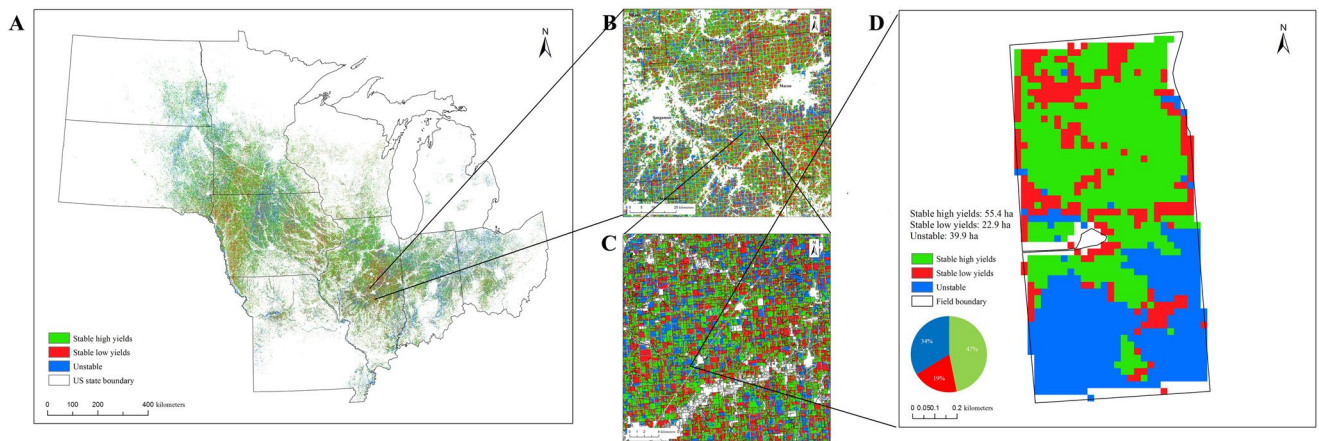 A
N
Stable high yields
Stable low yields
Unstable
US state boundary
0 100 200 400 kilometers
B
N
Macon
Sangamon
C
N
D
N
Stable high yields: 55.4 ha
Stable low yields: 22.9 ha
Unstable: 39.9 ha
Stable high yields
Stable low yields
Unstable
Field boundary
34%
47%
19%
0 0.05 0.1 0.2 kilometers